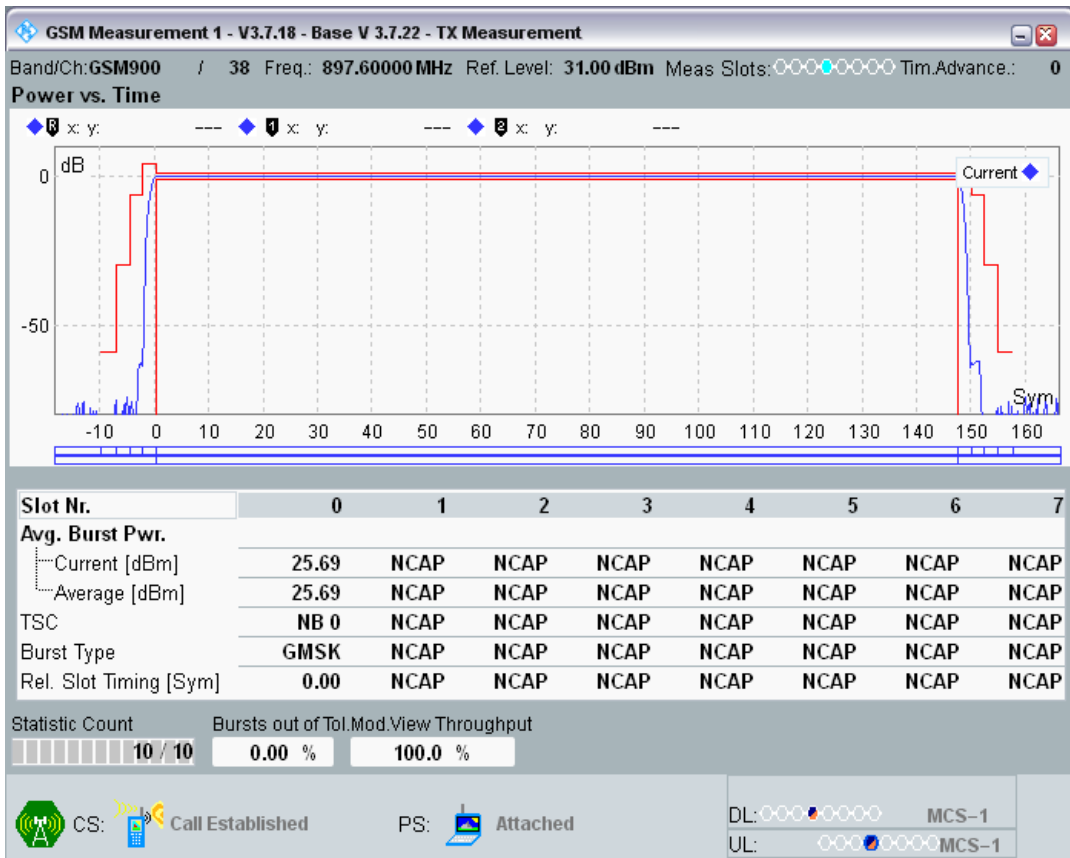 GSM Measurement 1 - V3.7.18 - Base V 3.7.22 - TX Measurement
Band/Ch:GSM900 / 38 Freq.: 897.60000 MHz Ref. Level: 31.00 dBm Meas Slots: Tim.Advance.: 0
Power vs. Time
R x: y: --- 1 x: y: --- 2 x: y: ---
dB
Current
0
-50
Sym
-10 0 10 20 30 40 50 60 70 80 90 100 110 120 130 140 150 160
Slot Nr. 0 1 2 3 4 5 6 7
Avg. Burst Pwr.
Current [dBm] 25.69 NCAP NCAP NCAP NCAP NCAP NCAP NCAP
Average [dBm] 25.69 NCAP NCAP NCAP NCAP NCAP NCAP NCAP
TSC NB 0 NCAP NCAP NCAP NCAP NCAP NCAP NCAP
Burst Type GMSK NCAP NCAP NCAP NCAP NCAP NCAP NCAP
Rel. Slot Timing [Sym] 0.00 NCAP NCAP NCAP NCAP NCAP NCAP NCAP
Statistic Count Bursts out of Tol.Mod.View Throughput
10 / 10 0.00 % 100.0 %
CS: Call Established PS: Attached
DL: MCS-1
UL: MCS-1